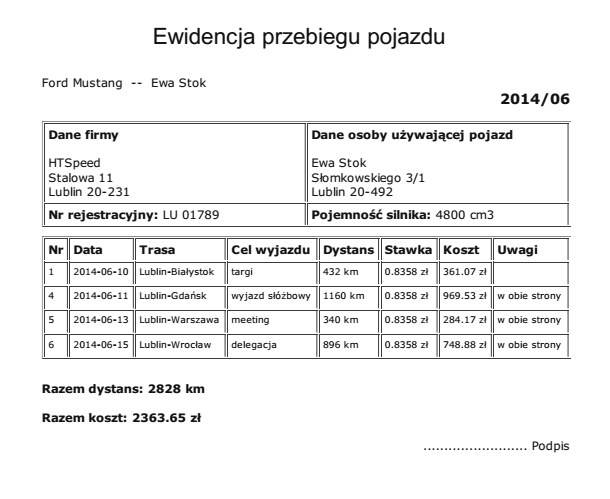 Ewidencja przebiegu pojazdu
Ford Mustang -- Ewa Stok
2014/06
Dane firmy
HTSpeed
Stalowa 11
Lublin 20-231
Dane osoby używającej pojazd
Ewa Stok
Słomkowskiego 3/1
Lublin 20-492
Nr rejestracyjny: LU 01789 Pojemność silnika: 4800 cm3
Nr Data Trasa Cel wyjazdu Dystans Stawka Koszt Uwagi
1 2014-06-10 Lublin-Białystok targi 432 km 0.8358 zł 361.07 zł
4 2014-06-11 Lublin-Gdańsk wyjazd slóżbowy 1160 km 0.8358 zł 969.53 zł w obie strony
5 2014-06-13 Lublin-Warszawa meeting 340 km 0.8358 zł 284.17 zł w obie strony
6 2014-06-15 Lublin-Wrocław delegacja 896 km 0.8358 zł 748.88 zł w obie strony
Razem dystans: 2828 km
Razem koszt: 2363.65 zł
......................... Podpis